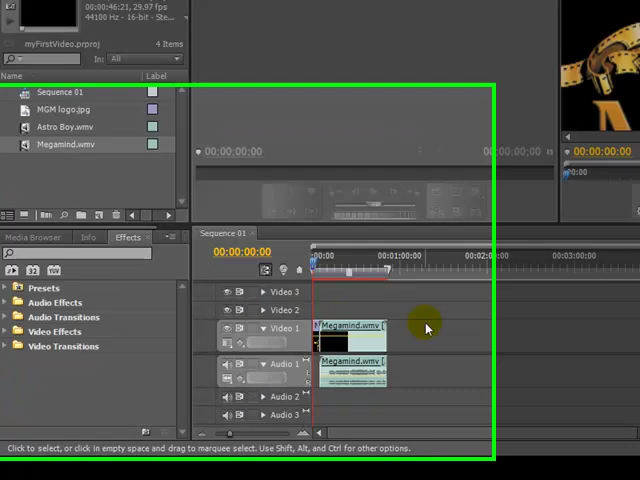 00:00:46:21, 29.97 fps
44100 Hz - 16-bit - Ste...
myFirstVideo.prproj
4 Items
In: All
Name
Label
Sequence 01
MGM logo.jpg
Astro Boy.wmv
Megamind.wmv
00;00;00;00
00;00;00;00
00:00:00:00
00:00
Media Browser
Info
Effects
Presets
Audio Effects
Audio Transitions
Video Effects
Video Transitions
Sequence 01
00:00:00:00
:00:00
00:01:00:00
00:02:00:00
00:03:00:00
Video 3
Video 2
Video 1
Megamind.wmv [
Audio 1
Megamind.wmv [
Audio 2
Audio 3
Click to select, or click in empty space and drag to marquee select. Use Shift, Alt, and Ctrl for other options.